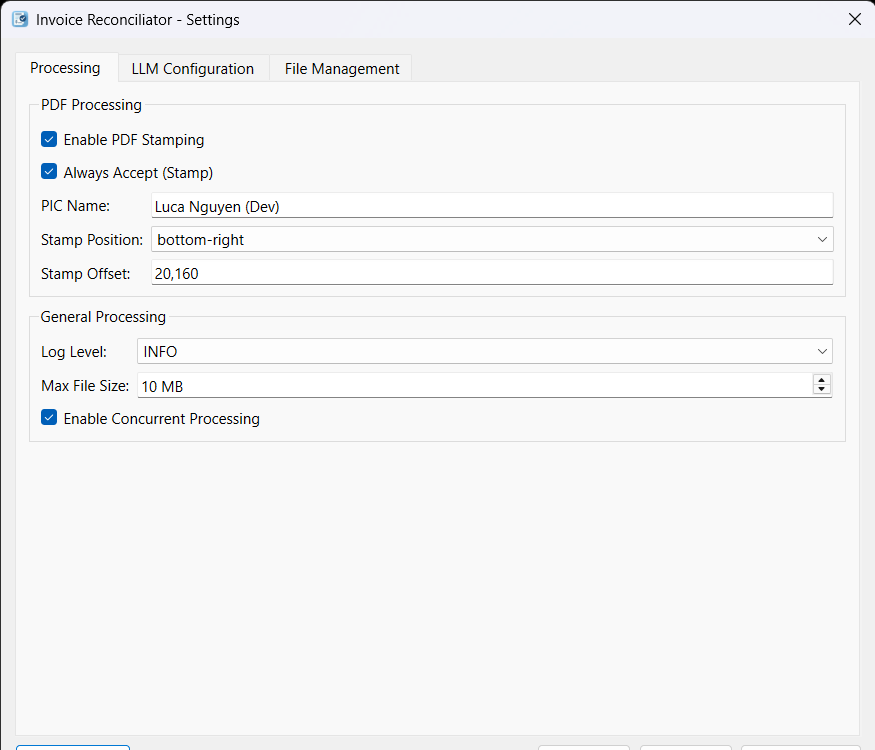 Invoice Reconciliator - Settings
Processing LLM Configuration File Management
PDF Processing
Enable PDF Stamping
Always Accept (Stamp)
PIC Name: Luca Nguyen (Dev)
Stamp Position: bottom-right
Stamp Offset: 20,160
General Processing
Log Level: INFO
Max File Size: 10 MB
Enable Concurrent Processing